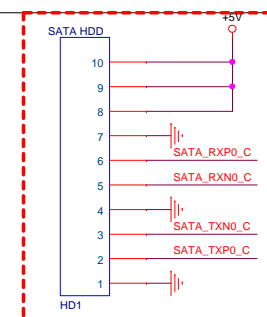 +5V
SATA HDD
10
9
8
7
6
SATA_RXP0_C
5
SATA_RXN0_C
4
3
SATA_TXN0_C
2
SATA_TXP0_C
1
HD1